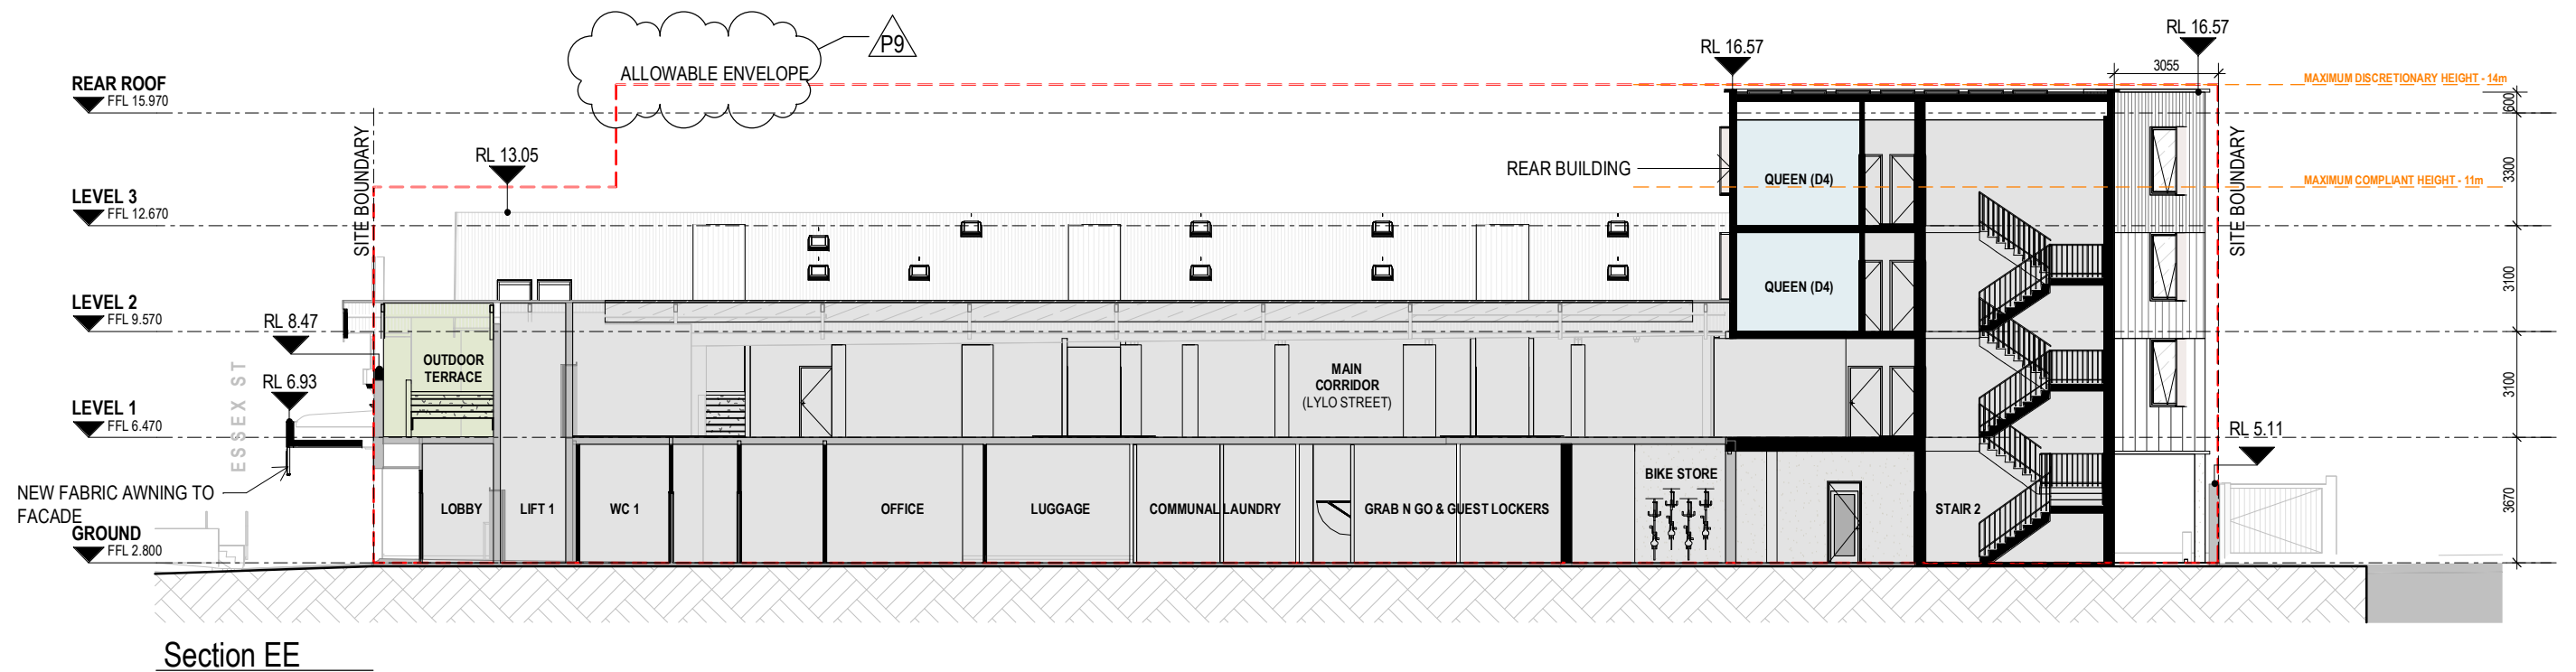 P9
ALLOWABLE ENVELOPE
RL 16.57
RL 16.57
3055
MAXIMUM DISCRETIONARY HEIGHT - 14m
REAR ROOF
FFL 15.970
600
SITE BOUNDARY
RL 13.05
REAR BUILDING
QUEEN (D4)
MAXIMUM COMPLIANT HEIGHT - 11m
3300
SITE BOUNDARY
LEVEL 3
FFL 12.670
QUEEN (D4)
3100
LEVEL 2
FFL 9.570
RL 8.47
OUTDOOR
TERRACE
MAIN
CORRIDOR
(LYLO STREET)
3100
ESSEX ST
RL 6.93
LEVEL 1
FFL 6.470
RL 5.11
NEW FABRIC AWNING TO
FACADE
LOBBY
LIFT 1
WC 1
OFFICE
LUGGAGE
COMMUNAL LAUNDRY
GRAB N GO & GUEST LOCKERS
BIKE STORE
STAIR 2
3670
GROUND
FFL 2.800
Section EE